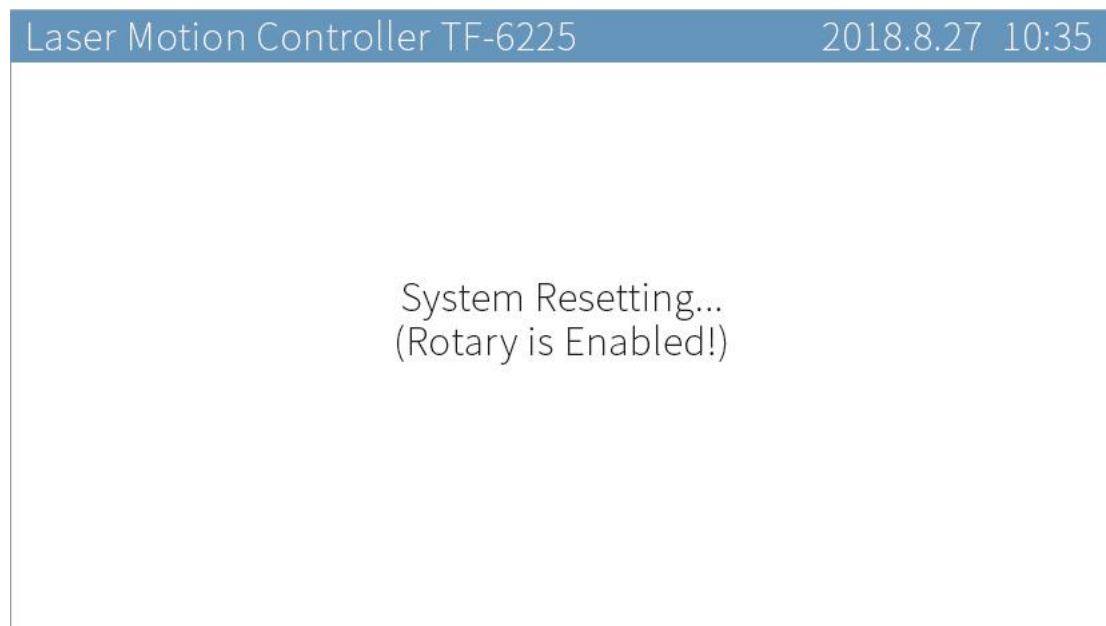 Laser Motion Controller TF-6225 2018.8.27 10:35
System Resetting...
(Rotary is Enabled!)